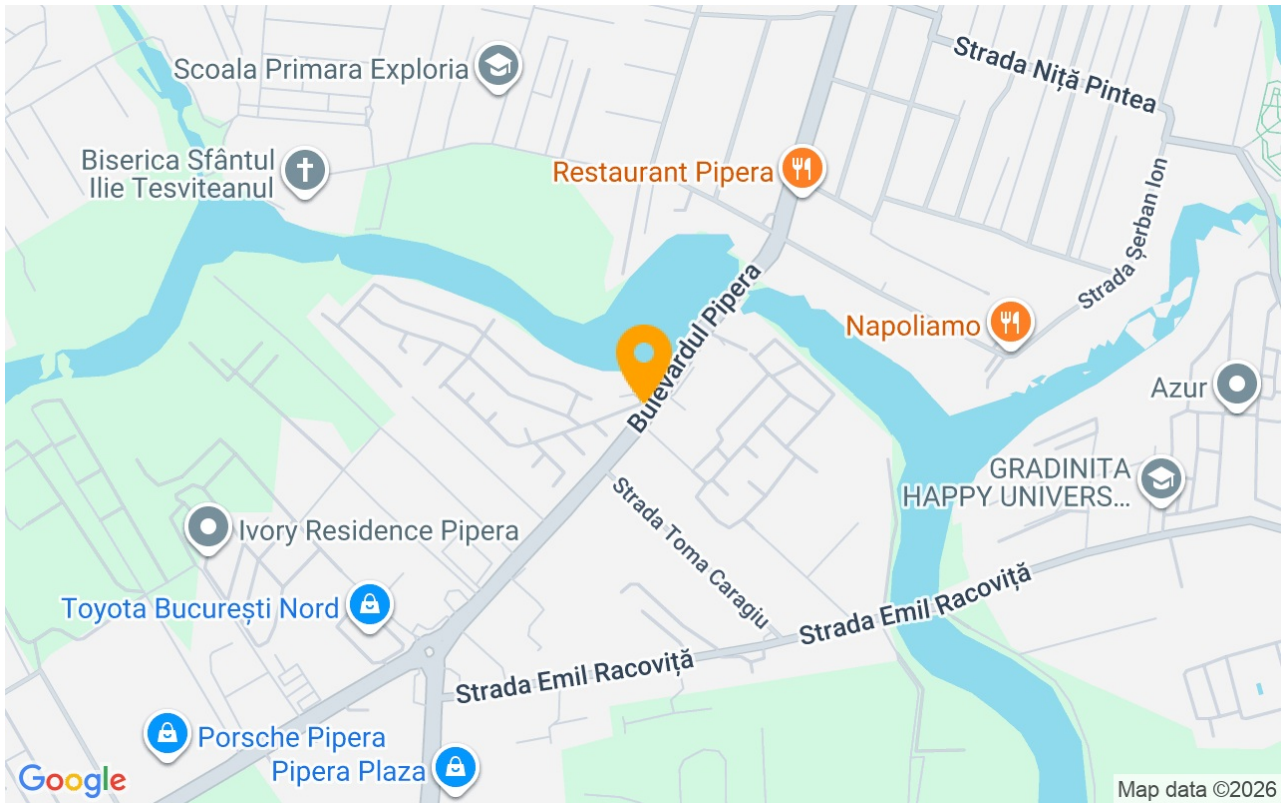 Strada Niță Pintea
Scoala Primara Exploria
Biserica Sfântul
Ilie Tesviteanul
Restaurant Pipera
Strada Șerban Ion
Bulevardul Pipera
Napoliamo
Azur
GRADINITA
HAPPY UNIVERS...
Strada Toma Caragiu
Ivory Residence Pipera
Toyota București Nord
Strada Emil Racoviță
Strada Emil Racoviță
Porsche Pipera
Pipera Plaza
Google
Map data ©2026